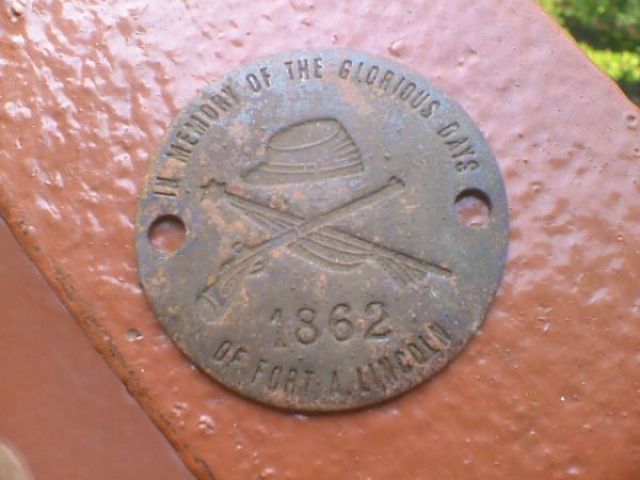 IN MEMORY OF THE GLORIOUS DAYS
1862
OF FORT. A. LINCOLN